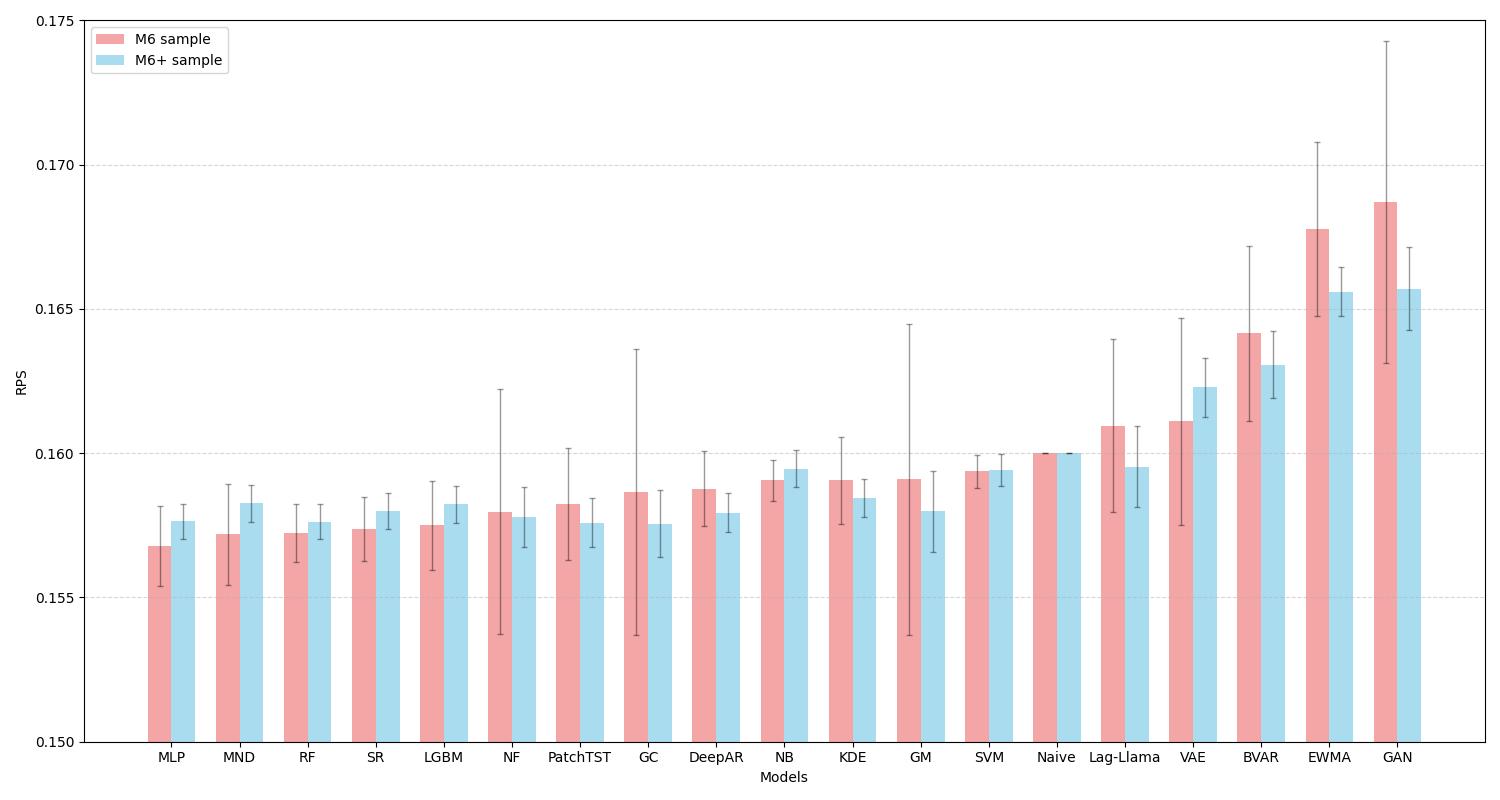 0.175
0.170
0.165
0.160
0.155
0.150
RPS
M6 sample
M6+ sample
MLP MND RF SR LGBM NF PatchTST GC DeepAR NB KDE GM SVM Naive Lag-Llama VAE BVAR EWMA GAN
Models